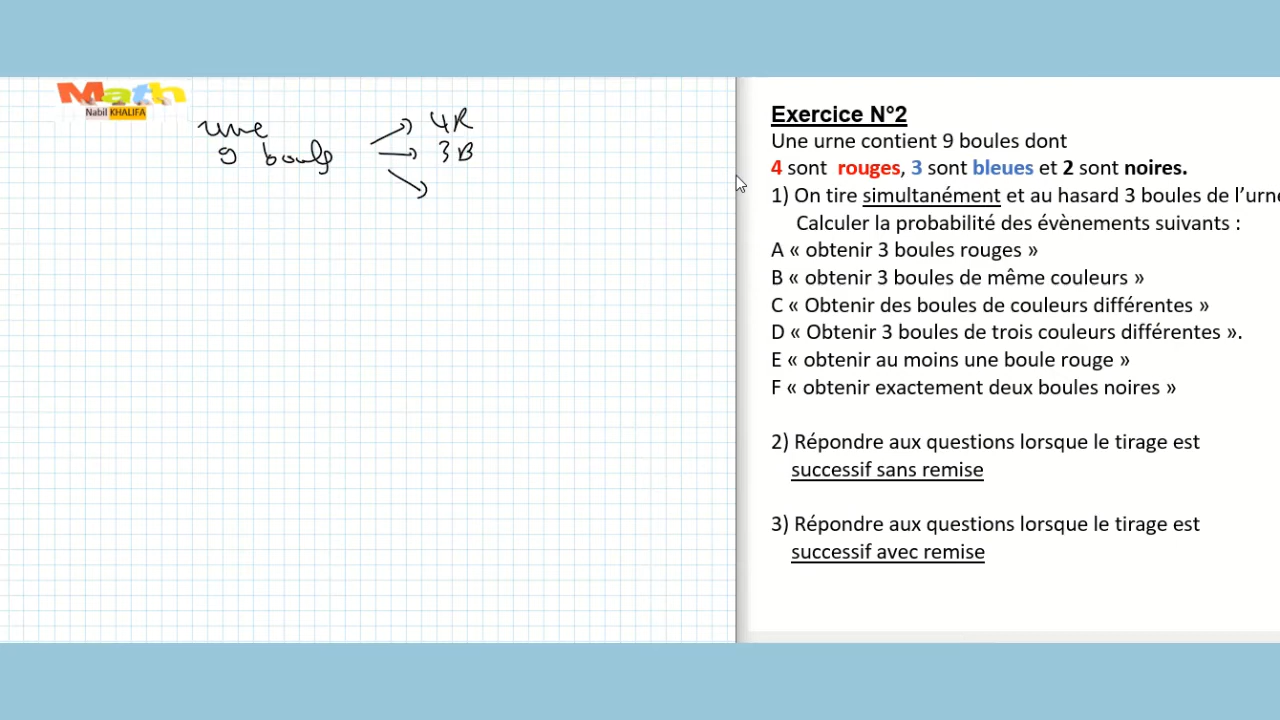 Math
Nabil KHALIFA
urne
9 boules
4R
3B
Exercice N°2
Une urne contient 9 boules dont
4 sont rouges, 3 sont bleues et 2 sont noires.
1) On tire simultanément et au hasard 3 boules de l’urne
Calculer la probabilité des évènements suivants :
A « obtenir 3 boules rouges »
B « obtenir 3 boules de même couleurs »
C « Obtenir des boules de couleurs différentes »
D « Obtenir 3 boules de trois couleurs différentes ».
E « obtenir au moins une boule rouge »
F « obtenir exactement deux boules noires »
2) Répondre aux questions lorsque le tirage est
successif sans remise
3) Répondre aux questions lorsque le tirage est
successif avec remise